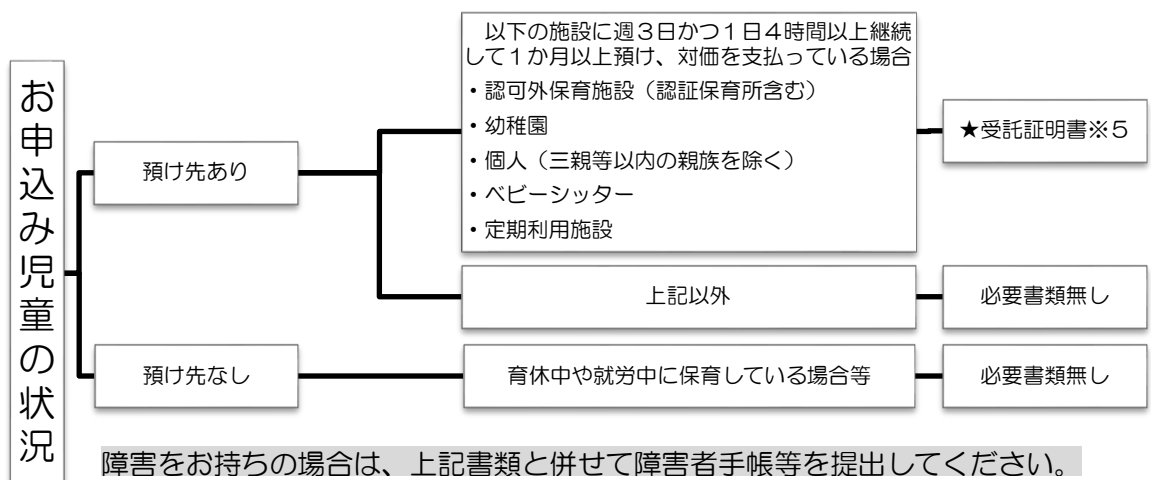 お申込み児童の状況
預け先あり
以下の施設に週３日かつ１日４時間以上継続
して１か月以上預け、対価を支払っている場合
・認可外保育施設（認証保育所含む）
・幼稚園
・個人（三親等以内の親族を除く）
・ベビーシッター
・定期利用施設
★受託証明書※５
上記以外
必要書類無し
預け先なし
育休中や就労中に保育している場合等
必要書類無し
障害をお持ちの場合は、上記書類と併せて障害者手帳等を提出してください。